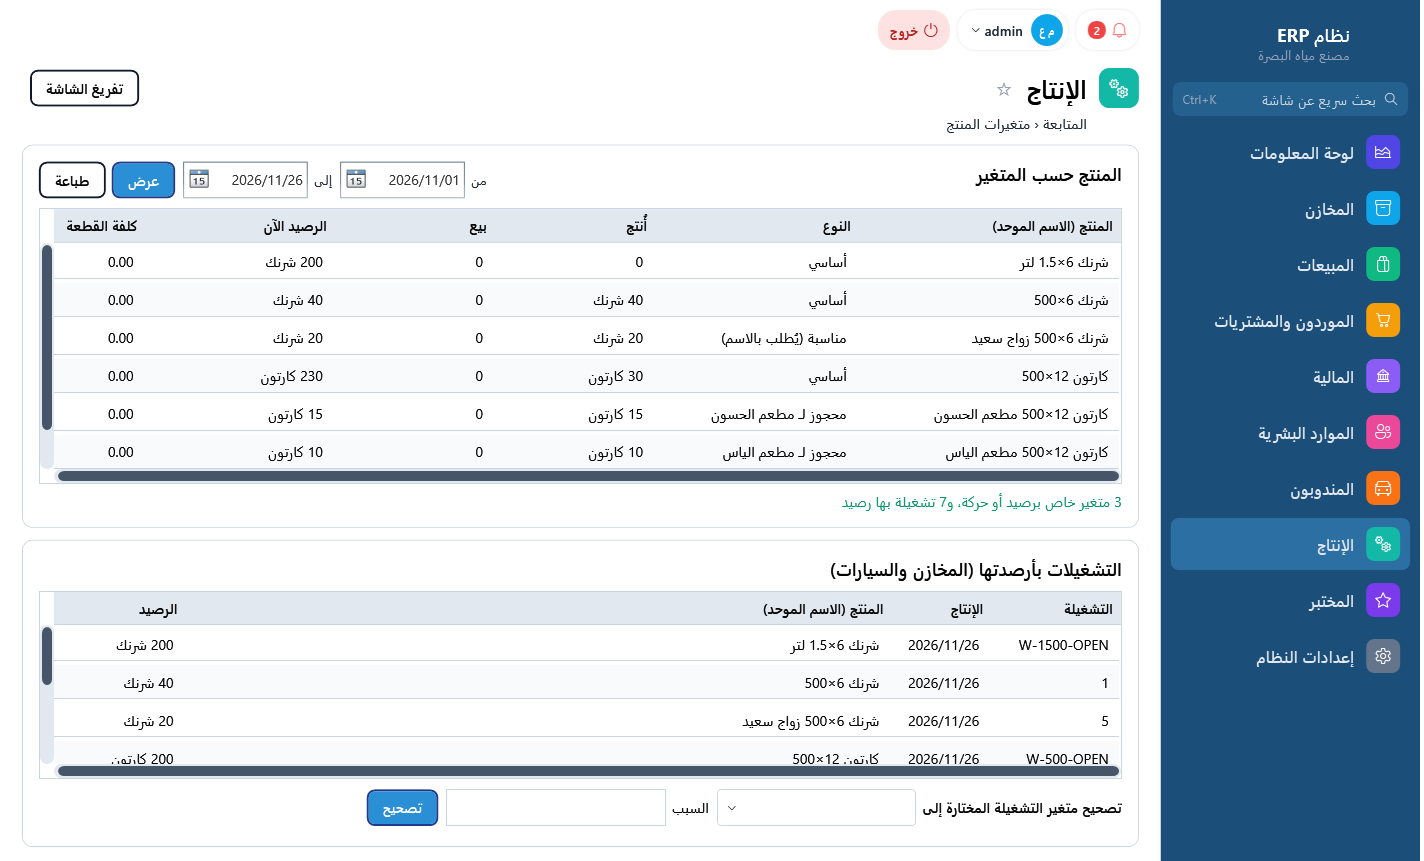 نظام ERP
مصنع مياه البصرة
بحث سريع عن شاشة Ctrl+K
لوحة المعلومات
المخازن
المبيعات
الموردون والمشتريات
المالية
الموارد البشرية
المندوبون
الإنتاج
المختبر
إعدادات النظام
2
م ع admin
خروج
الإنتاج
المتابعة › متغيرات المنتج
تفريغ الشاشة
المنتج حسب المتغير
من 2026/11/01 15 إلى 2026/11/26 15 عرض طباعة
المنتج (الاسم الموحد) النوع أُنتج بيع الرصيد الآن كلفة القطعة
شرنك 6×1.5 لتر أساسي 0 0 200 شرنك 0.00
شرنك 6×500 أساسي 40 شرنك 0 40 شرنك 0.00
شرنك 6×500 زواج سعيد مناسبة (يُطلب بالاسم) 20 شرنك 0 20 شرنك 0.00
كارتون 12×500 أساسي 30 كارتون 0 230 كارتون 0.00
كارتون 12×500 مطعم الحسون محجوز لـ مطعم الحسون 15 كارتون 0 15 كارتون 0.00
كارتون 12×500 مطعم الياس محجوز لـ مطعم الياس 10 كارتون 0 10 كارتون 0.00
3 متغير خاص برصيد أو حركة، و7 تشغيلة بها رصيد
التشغيلات بأرصدتها (المخازن والسيارات)
التشغيلة الإنتاج المنتج (الاسم الموحد) الرصيد
W-1500-OPEN 2026/11/26 شرنك 6×1.5 لتر 200 شرنك
1 2026/11/26 شرنك 6×500 40 شرنك
5 2026/11/26 شرنك 6×500 زواج سعيد 20 شرنك
W-500-OPEN 2026/11/26 كارتون 12×500 200 كارتون
تصحيح متغير التشغيلة المختارة إلى السبب تصحيح